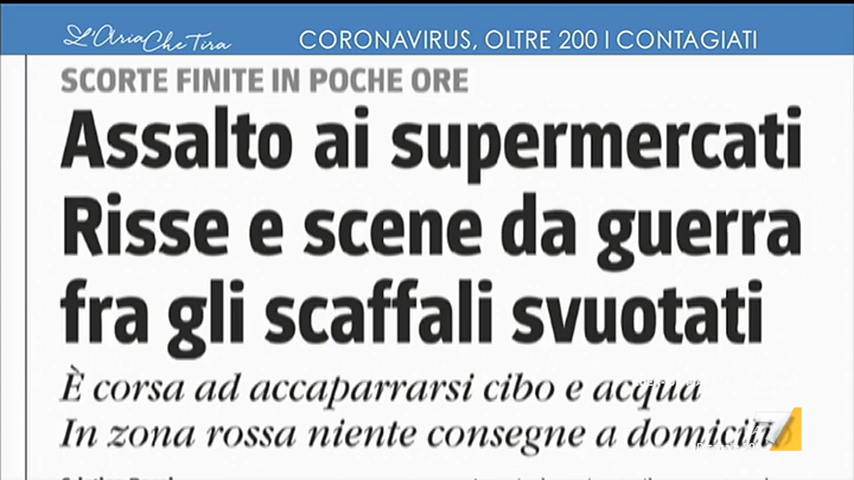 L'Aria Che Tira
CORONAVIRUS, OLTRE 200 I CONTAGIATI
SCORTE FINITE IN POCHE ORE
Assalto ai supermercati
Risse e scene da guerra
fra gli scaffali svuotati
È corsa ad accaparrarsi cibo e acqua
In zona rossa niente consegne a domicilio
7